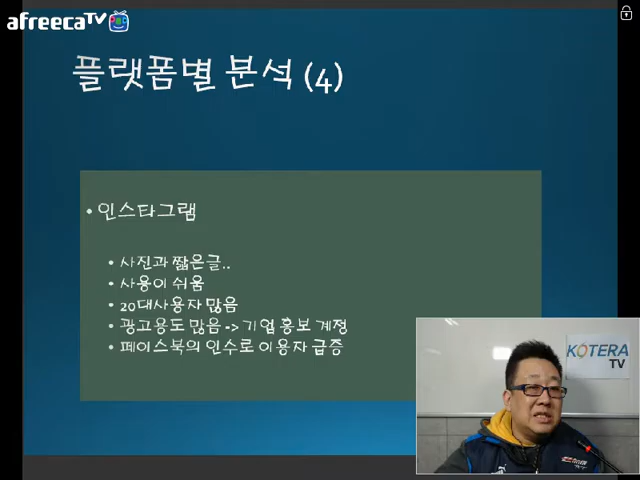 afreecaTV
플랫폼별 분석 (4)
• 인스타그램
• 사진과 짧은글..
• 사용이 쉬움
• 20대사용자 많음
• 광고용도 많음 -> 기업 홍보 계정
• 페이스북의 인수로 이용자 급증
KOTERA
TV